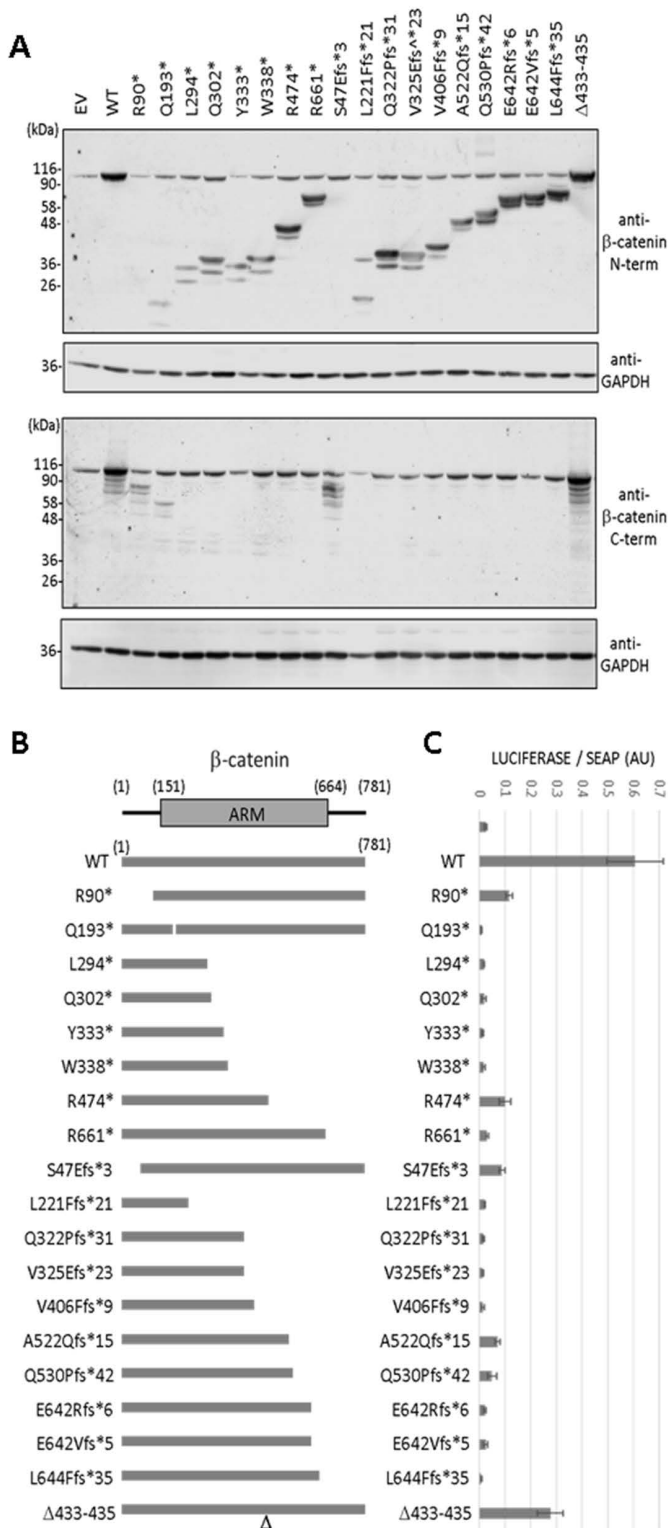 A
EV
WT
R90*
Q193*
L294*
Q302*
Y333*
W338*
R474*
R661*
S47Efs*3
L221Ffs*21
Q322Pfs*31
V325Efs^*23
V406Ffs*9
A522Qfs*15
Q530Pfs*42
E642Rfs*6
E642Vfs*5
L644Ffs*35
Δ433-435
(kDa)
116-
90-
58-
48-
36-
26-
anti-
β-catenin
N-term
36-
anti-
GAPDH
(kDa)
116-
90-
58-
48-
36-
26-
anti-
β-catenin
C-term
36-
anti-
GAPDH
B
β-catenin
(1) (151) (664) (781)
ARM
(1) (781)
WT
R90*
Q193*
L294*
Q302*
Y333*
W338*
R474*
R661*
S47Efs*3
L221Ffs*21
Q322Pfs*31
V325Efs*23
V406Ffs*9
A522Qfs*15
Q530Pfs*42
E642Rfs*6
E642Vfs*5
L644Ffs*35
Δ433-435
Δ
C
LUCIFERASE / SEAP (AU)
0 0.1 0.2 0.3 0.4 0.5 0.6 0.7
WT
R90*
Q193*
L294*
Q302*
Y333*
W338*
R474*
R661*
S47Efs*3
L221Ffs*21
Q322Pfs*31
V325Efs*23
V406Ffs*9
A522Qfs*15
Q530Pfs*42
E642Rfs*6
E642Vfs*5
L644Ffs*35
Δ433-435